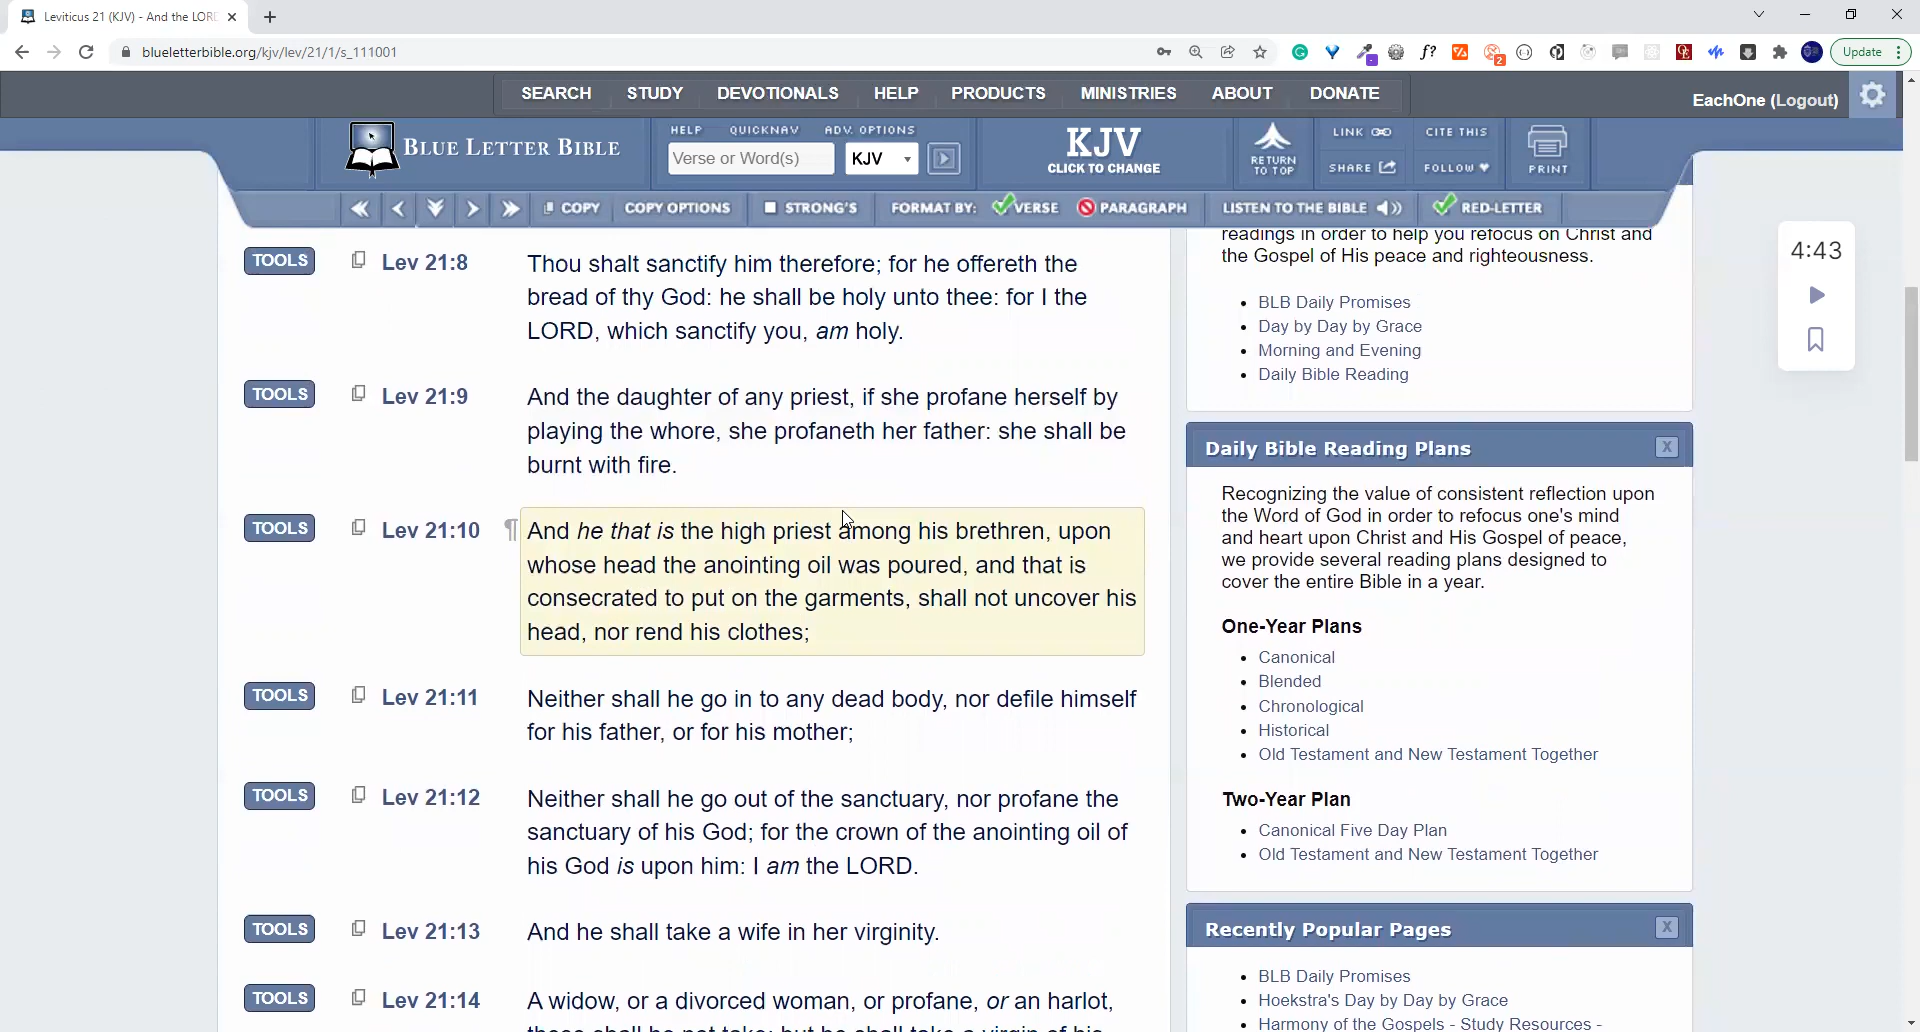 Leviticus 21 (KJV) - And the LOR
blueletterbible.org/kjv/lev/21/1/s_111001
f?
2
Update
SEARCH STUDY DEVOTIONALS HELP PRODUCTS MINISTRIES ABOUT DONATE
EachOne (Logout)
BLUE LETTER BIBLE
HELP QUICKNAV ADV. OPTIONS
Verse or Word(s)
KJV
KJV
CLICK TO CHANGE
RETURN
TO TOP
LINK CITE THIS
SHARE FOLLOW
PRINT
COPY COPY OPTIONS STRONG'S FORMAT BY: VERSE PARAGRAPH LISTEN TO THE BIBLE RED-LETTER
TOOLS Lev 21:8 Thou shalt sanctify him therefore; for he offereth the
bread of thy God: he shall be holy unto thee: for I the
LORD, which sanctify you, am holy.
TOOLS Lev 21:9 And the daughter of any priest, if she profane herself by
playing the whore, she profaneth her father: she shall be
burnt with fire.
TOOLS Lev 21:10 ¶ And he that is the high priest among his brethren, upon
whose head the anointing oil was poured, and that is
consecrated to put on the garments, shall not uncover his
head, nor rend his clothes;
TOOLS Lev 21:11 Neither shall he go in to any dead body, nor defile himself
for his father, or for his mother;
TOOLS Lev 21:12 Neither shall he go out of the sanctuary, nor profane the
sanctuary of his God; for the crown of the anointing oil of
his God is upon him: I am the LORD.
TOOLS Lev 21:13 And he shall take a wife in her virginity.
TOOLS Lev 21:14 A widow, or a divorced woman, or profane, or an harlot,
these shall he not take: but he shall take a virgin of his
readings in order to help you refocus on Christ and
the Gospel of His peace and righteousness.
BLB Daily Promises
Day by Day by Grace
Morning and Evening
Daily Bible Reading
Daily Bible Reading Plans X
Recognizing the value of consistent reflection upon
the Word of God in order to refocus one's mind
and heart upon Christ and His Gospel of peace,
we provide several reading plans designed to
cover the entire Bible in a year.
One-Year Plans
Canonical
Blended
Chronological
Historical
Old Testament and New Testament Together
Two-Year Plan
Canonical Five Day Plan
Old Testament and New Testament Together
Recently Popular Pages X
BLB Daily Promises
Hoekstra's Day by Day by Grace
Harmony of the Gospels - Study Resources -
4:43